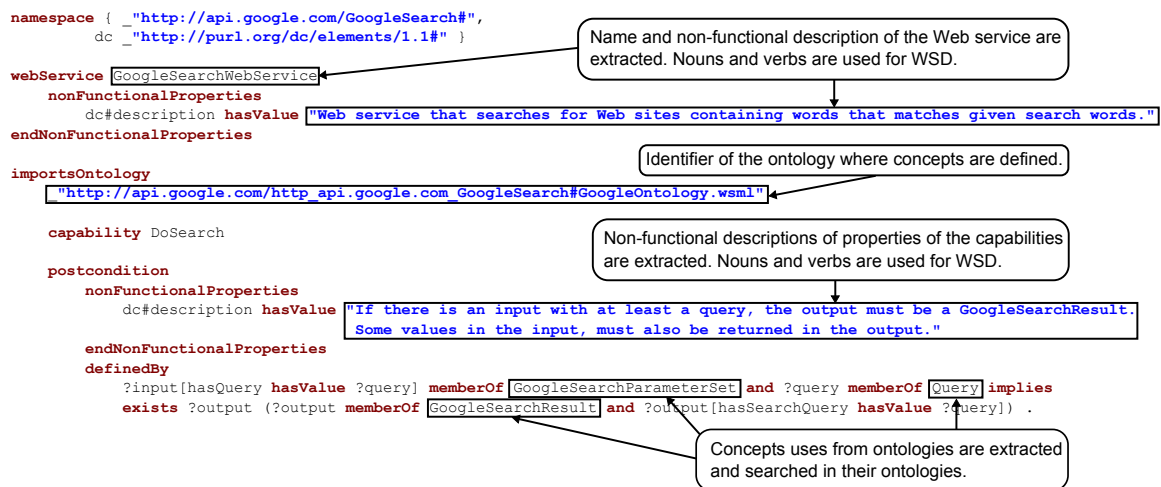 namespace { _"http://api.google.com/GoogleSearch#",
dc _"http://purl.org/dc/elements/1.1#" }
Name and non-functional description of the Web service are
extracted. Nouns and verbs are used for WSD.
webService GoogleSearchWebService
nonFunctionalProperties
dc#description hasValue "Web service that searches for Web sites containing words that matches given search words."
endNonFunctionalProperties
Identifier of the ontology where concepts are defined.
importsOntology
_"http://api.google.com/http_api.google.com_GoogleSearch#GoogleOntology.wsml"
capability DoSearch
Non-functional descriptions of properties of the capabilities
are extracted. Nouns and verbs are used for WSD.
postcondition
nonFunctionalProperties
dc#description hasValue "If there is an input with at least a query, the output must be a GoogleSearchResult.
Some values in the input, must also be returned in the output."
endNonFunctionalProperties
definedBy
?input[hasQuery hasValue ?query] memberOf GoogleSearchParameterSet and ?query memberOf Query implies
exists ?output (?output memberOf GoogleSearchResult and ?output[hasSearchQuery hasValue ?query]) .
Concepts uses from ontologies are extracted
and searched in their ontologies.